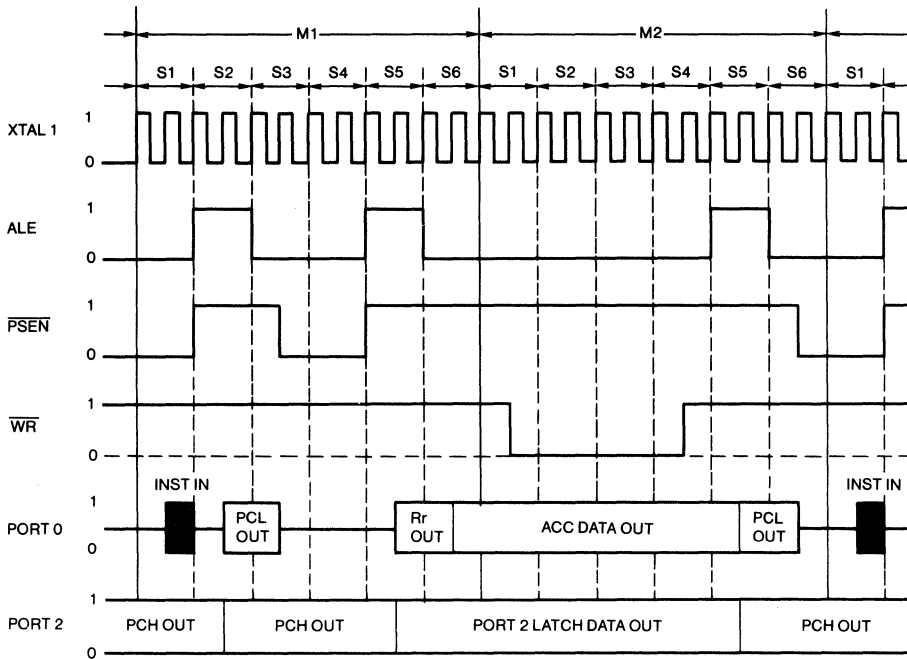 M1 M2
S1 S2 S3 S4 S5 S6 S1 S2 S3 S4 S5 S6 S1
XTAL 1 1 0
ALE 1 0
PSEN 1 0
WR 1 0
INST IN INST IN
PORT 0 1 0 PCL OUT Rr OUT ACC DATA OUT PCL OUT
PORT 2 1 0 PCH OUT PCH OUT PORT 2 LATCH DATA OUT PCH OUT